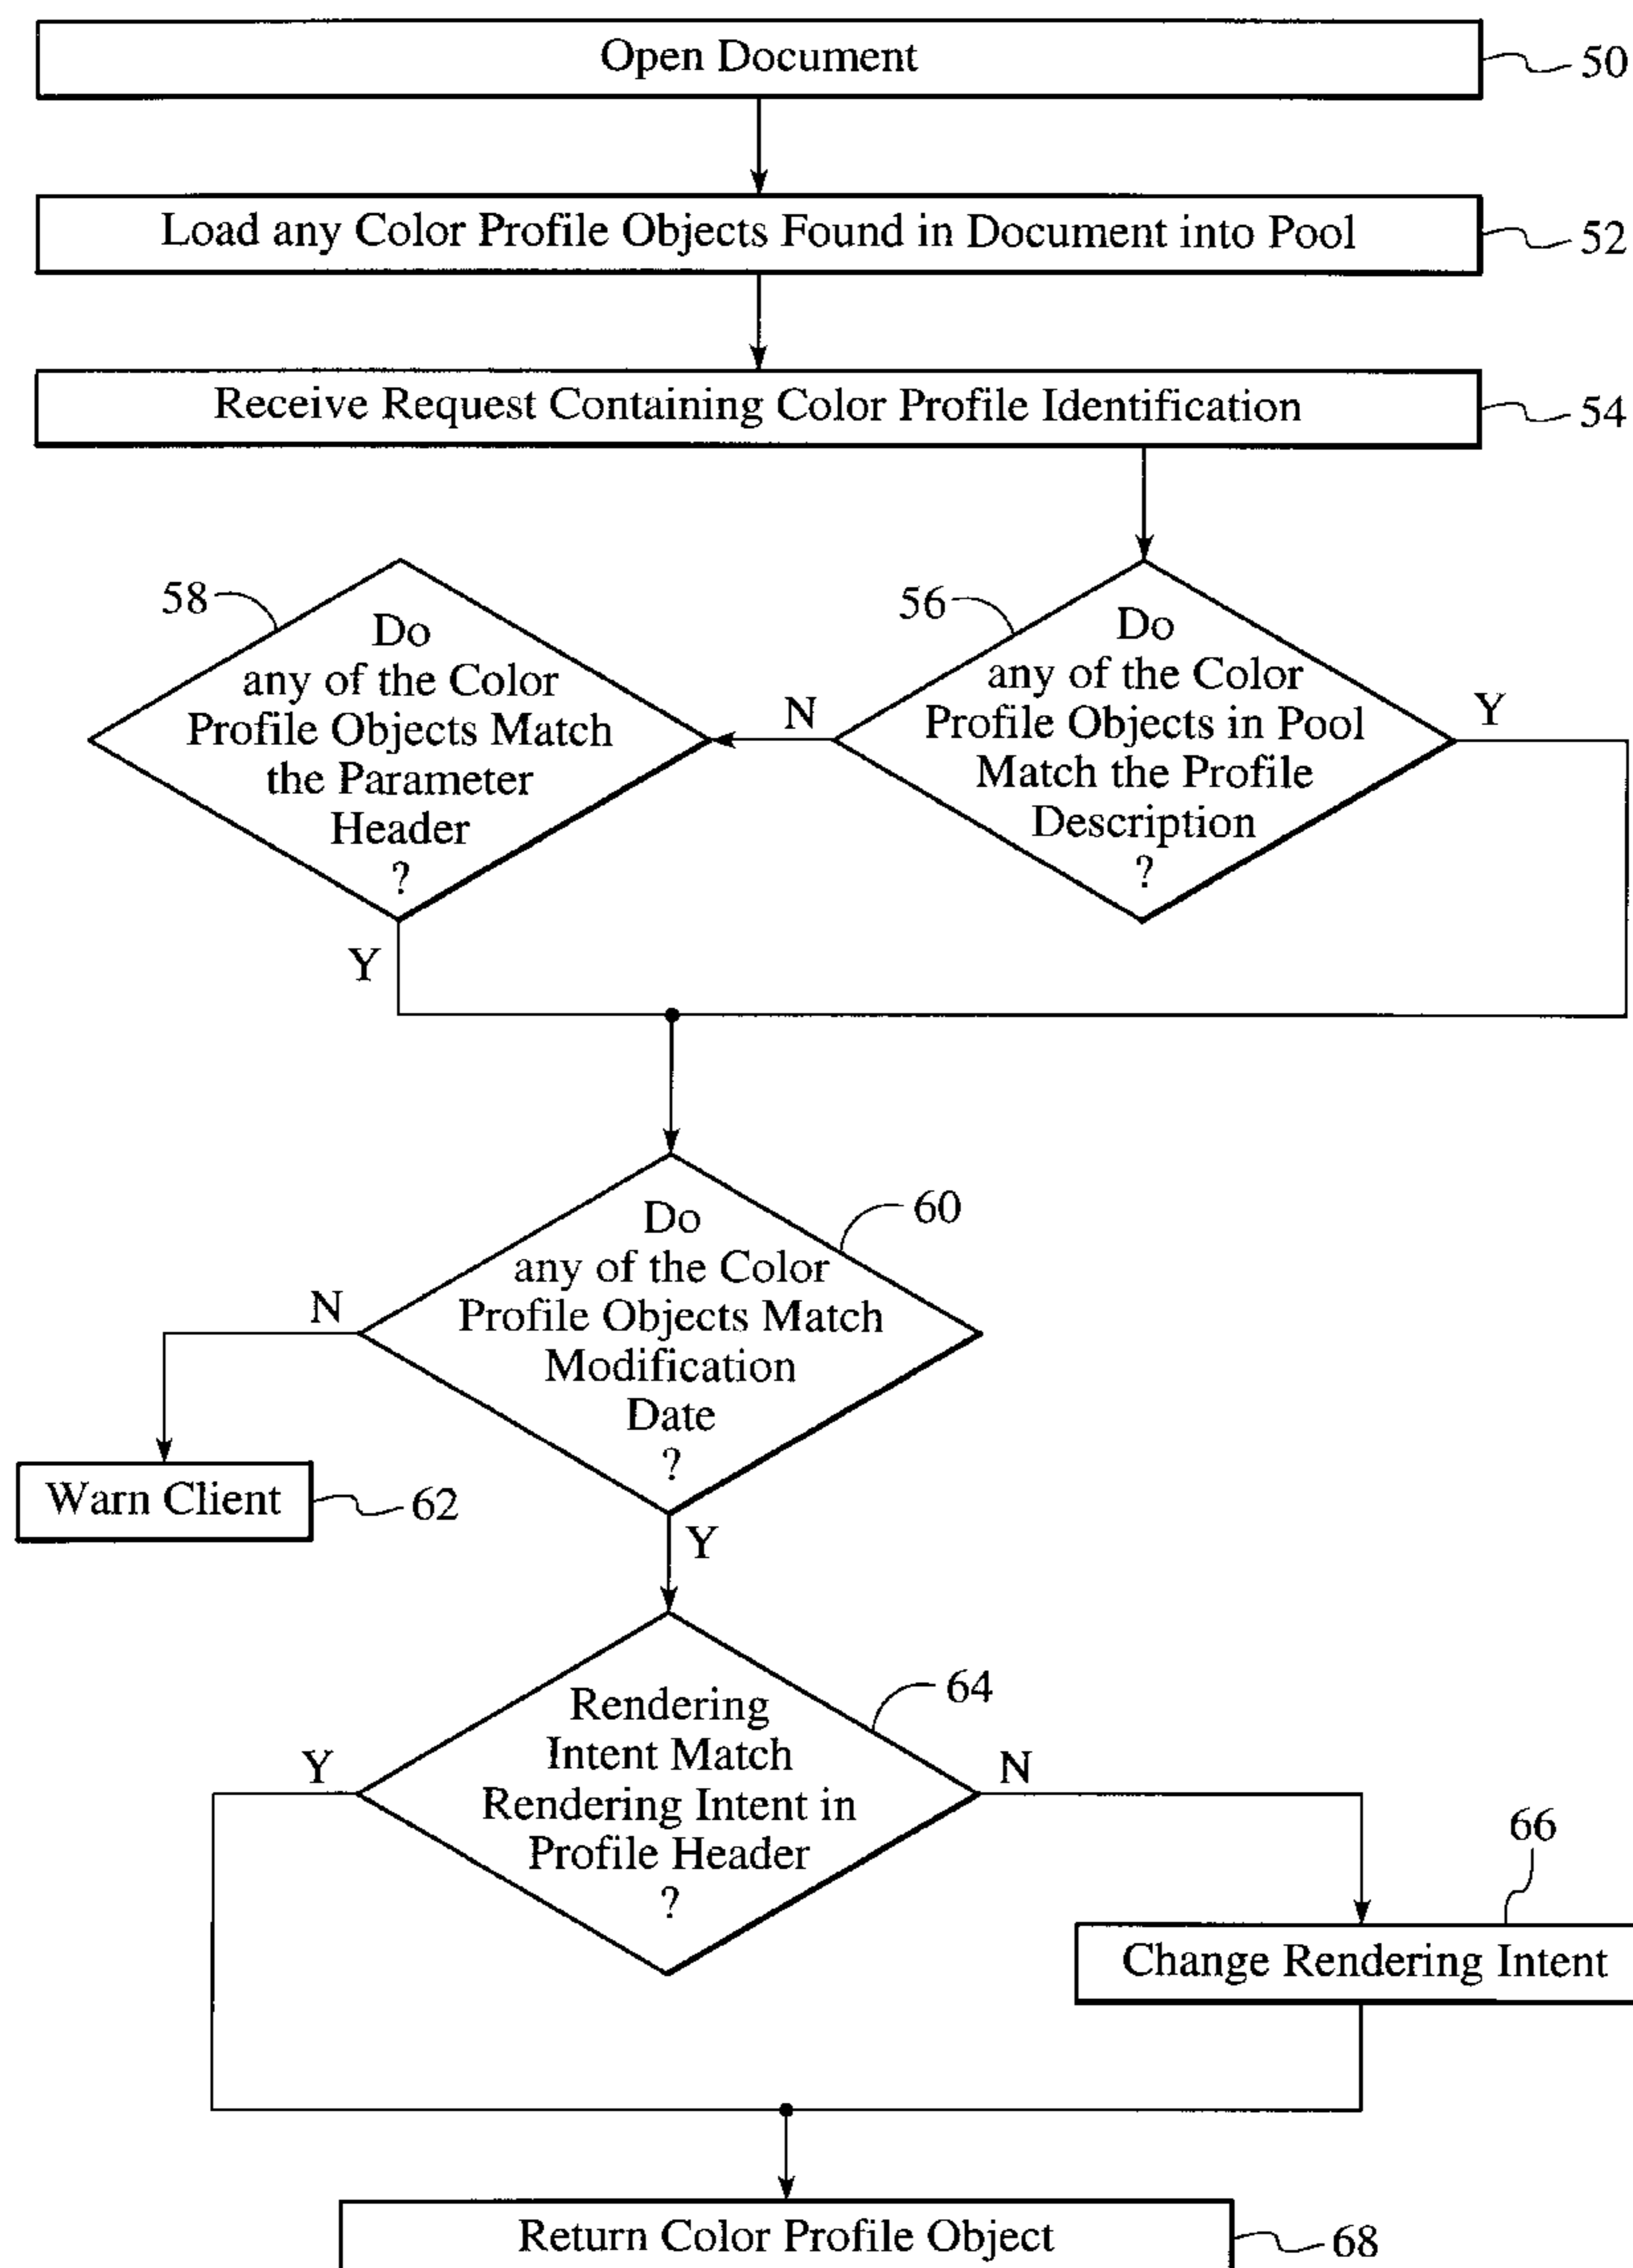 Open Document
50
Load any Color Profile Objects Found in Document into Pool
52
Receive Request Containing Color Profile Identification
54
58
Do
any of the Color
Profile Objects Match
the Parameter
Header
?
Y
N
56
Do
any of the Color
Profile Objects in Pool
Match the Profile
Description
?
Y
60
Do
any of the Color
Profile Objects Match
Modification
Date
?
N
Warn Client
62
Y
64
Rendering
Intent Match
Rendering Intent in
Profile Header
?
Y
N
66
Change Rendering Intent
Return Color Profile Object
68